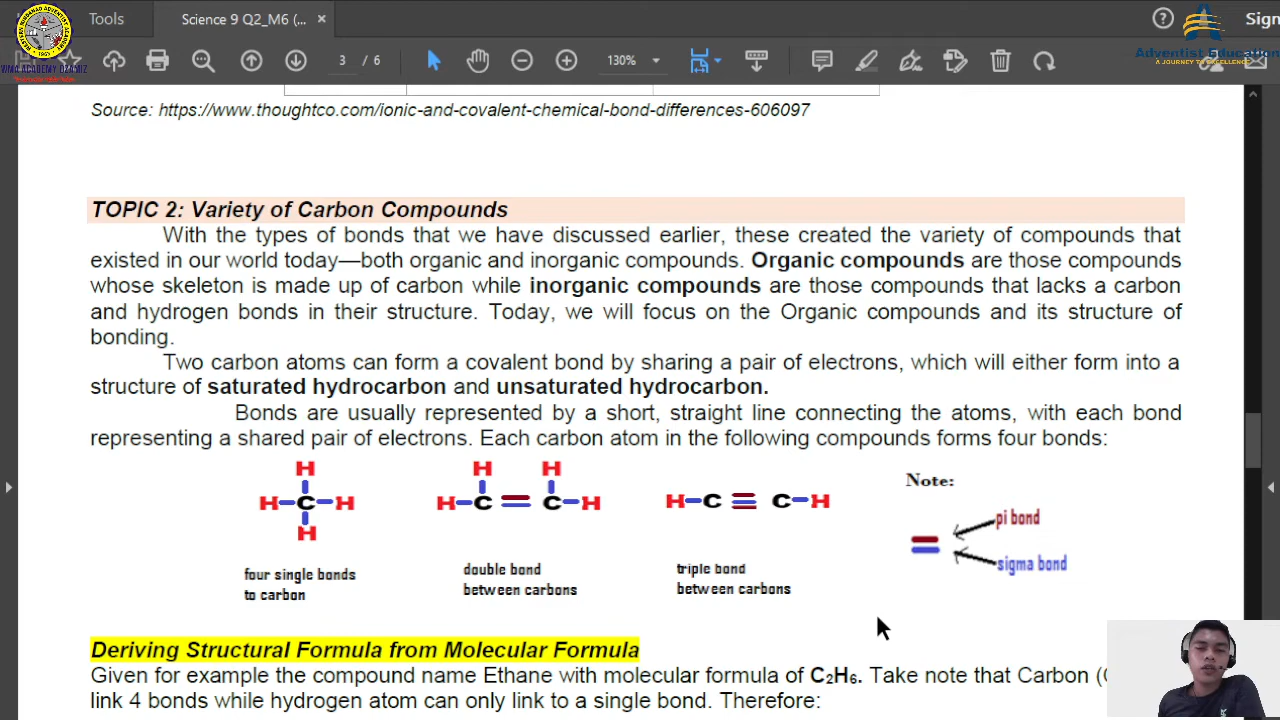 Tools
Science 9 Q2_M6 (...
Sign
3 / 6
130%
Adventist Education
A JOURNEY TO EXCELLENCE
Source: https://www.thoughtco.com/ionic-and-covalent-chemical-bond-differences-606097
TOPIC 2: Variety of Carbon Compounds
With the types of bonds that we have discussed earlier, these created the variety of compounds that
existed in our world today—both organic and inorganic compounds. Organic compounds are those compounds
whose skeleton is made up of carbon while inorganic compounds are those compounds that lacks a carbon
and hydrogen bonds in their structure. Today, we will focus on the Organic compounds and its structure of
bonding.
Two carbon atoms can form a covalent bond by sharing a pair of electrons, which will either form into a
structure of saturated hydrocarbon and unsaturated hydrocarbon.
Bonds are usually represented by a short, straight line connecting the atoms, with each bond
representing a shared pair of electrons. Each carbon atom in the following compounds forms four bonds:
H
H
H
H C H
H C C H
H C C H
H
four single bonds
to carbon
double bond
between carbons
triple bond
between carbons
Note:
pi bond
sigma bond
Deriving Structural Formula from Molecular Formula
Given for example the compound name Ethane with molecular formula of C₂H₆. Take note that Carbon (
link 4 bonds while hydrogen atom can only link to a single bond. Therefore: